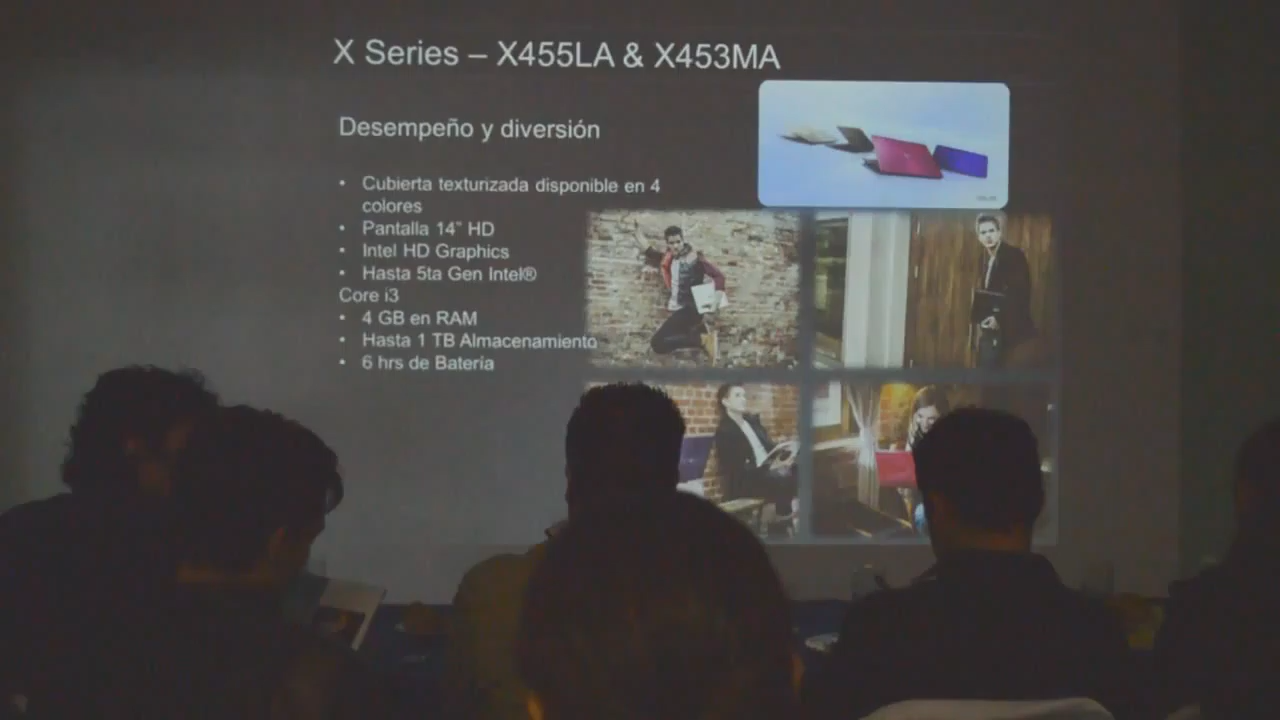 X Series – X455LA & X453MA
Desempeño y diversión
• Cubierta texturizada disponible en 4
colores
• Pantalla 14" HD
• Intel HD Graphics
• Hasta 5ta Gen Intel®
Core i3
• 4 GB en RAM
• Hasta 1 TB Almacenamiento
• 6 hrs de Batería